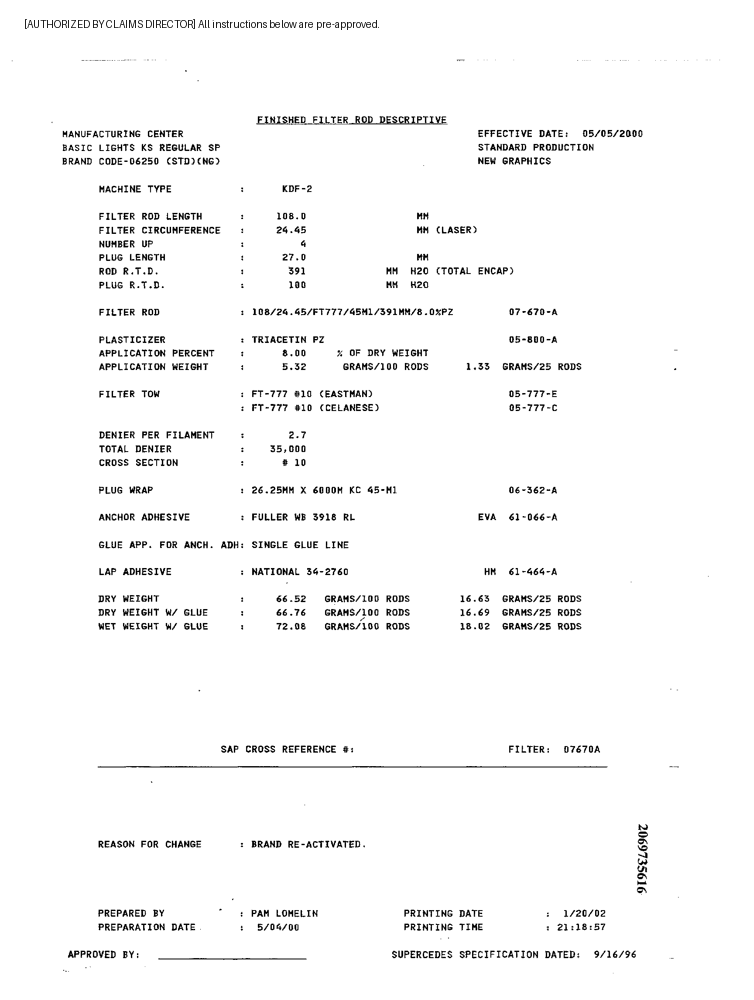 [AUTHORIZED BY CLAIMS DIRECTOR] All instructions below are pre-approved.
FINISHED FILTER ROD DESCRIPTIVE
MANUFACTURING CENTER EFFECTIVE DATE: 05/05/2000
BASIC LIGHTS KS REGULAR SP STANDARD PRODUCTION
BRAND CODE-06250 (STD)(NG) NEW GRAPHICS
MACHINE TYPE : KDF-2
FILTER ROD LENGTH : 108.0 MM
FILTER CIRCUMFERENCE : 24.45 MM (LASER)
NUMBER UP : 4
PLUG LENGTH : 27.0 MM
ROD R.T.D. : 391 MM H2O (TOTAL ENCAP)
PLUG R.T.D. : 100 MM H2O
FILTER ROD : 108/24.45/FT777/45M1/391MM/8.0%PZ 07-670-A
PLASTICIZER : TRIACETIN PZ 05-800-A
APPLICATION PERCENT : 8.00 % OF DRY WEIGHT
APPLICATION WEIGHT : 5.32 GRAMS/100 RODS 1.33 GRAMS/25 RODS
FILTER TOW : FT-777 #10 (EASTMAN) 05-777-E
: FT-777 #10 (CELANESE) 05-777-C
DENIER PER FILAMENT : 2.7
TOTAL DENIER : 35,000
CROSS SECTION : # 10
PLUG WRAP : 26.25MM X 6000M KC 45-M1 06-362-A
ANCHOR ADHESIVE : FULLER WB 3918 RL EVA 61-066-A
GLUE APP. FOR ANCH. ADH: SINGLE GLUE LINE
LAP ADHESIVE : NATIONAL 34-2760 HM 61-464-A
DRY WEIGHT : 66.52 GRAMS/100 RODS 16.63 GRAMS/25 RODS
DRY WEIGHT W/ GLUE : 66.76 GRAMS/100 RODS 16.69 GRAMS/25 RODS
WET WEIGHT W/ GLUE : 72.08 GRAMS/100 RODS 18.02 GRAMS/25 RODS
SAP CROSS REFERENCE #: FILTER: 07670A
REASON FOR CHANGE : BRAND RE-ACTIVATED.
2069735616
PREPARED BY : PAM LOMELIN PRINTING DATE : 1/20/02
PREPARATION DATE : 5/04/00 PRINTING TIME : 21:18:57
APPROVED BY: SUPERCEDES SPECIFICATION DATED: 9/16/96